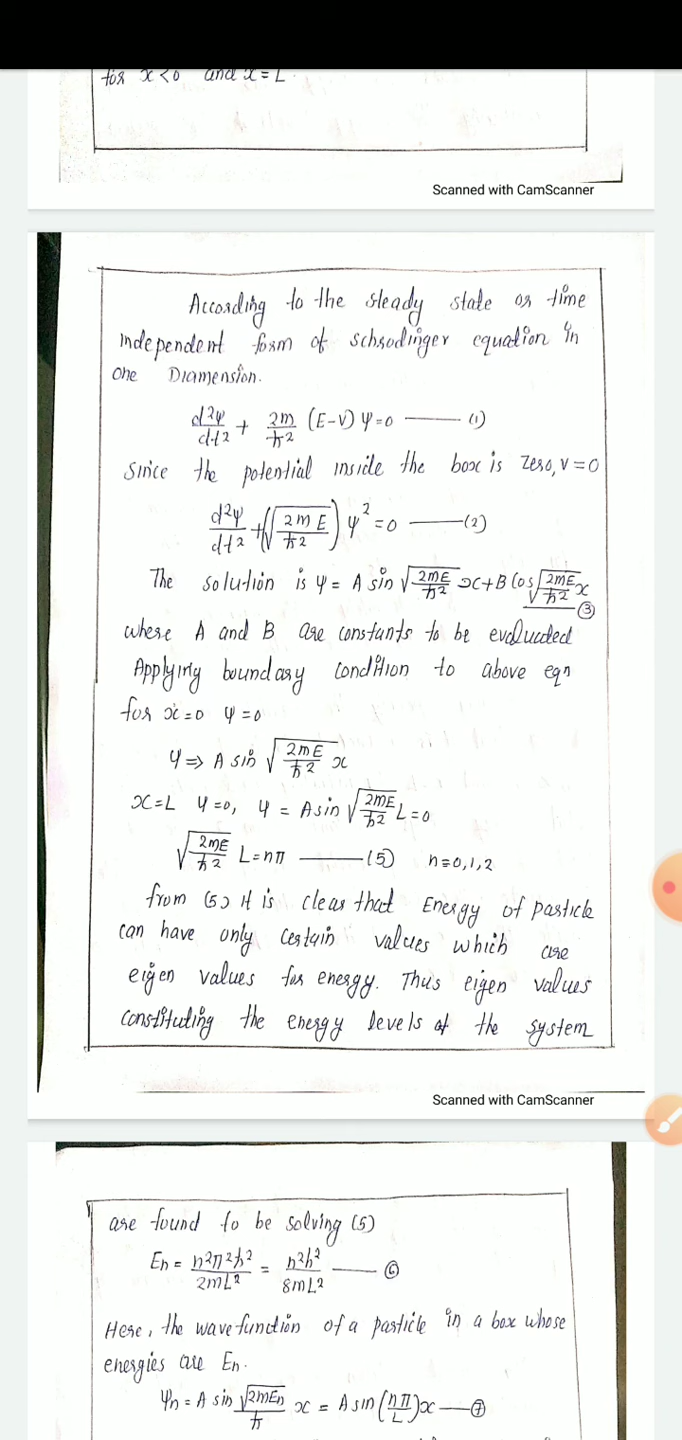 for x<0 and x=L.
Scanned with CamScanner
According to the steady state or time
independent form of schrodinger equation in
one Diamension.
d²ψ/dt² + 2m/ħ² (E-V) ψ=0 —— (1)
Since the potential inside the box is zero, v=0
d²ψ/dt² + (√2mE/ħ²) ψ² = 0 —— (2)
The solution is ψ = A sin √2mE/ħ² x + B Cos √2mE/ħ² x
—— ③
where A and B are constants to be evaluated
Applying boundary condition to above eqn
for x=0 ψ=0
ψ ⇒ A sin √2mE/ħ² x
x=L ψ=0, ψ = A sin √2mE/ħ² L=0
√2mE/ħ² L=nπ —— (5) n=0,1,2
from (5) it is clear that Energy of particle
can have only certain values which are
eigen values for energy. Thus eigen values
constituting the energy levels of the system
Scanned with CamScanner
are found to be solving (5)
En = n²π²ħ²/2mL² = n²h²/8mL² —— ⑥
Here, the wave function of a particle in a box whose
energies are En.
ψn = A sin √2mEn/ħ x = A sin (nπ/L)x — ⑦